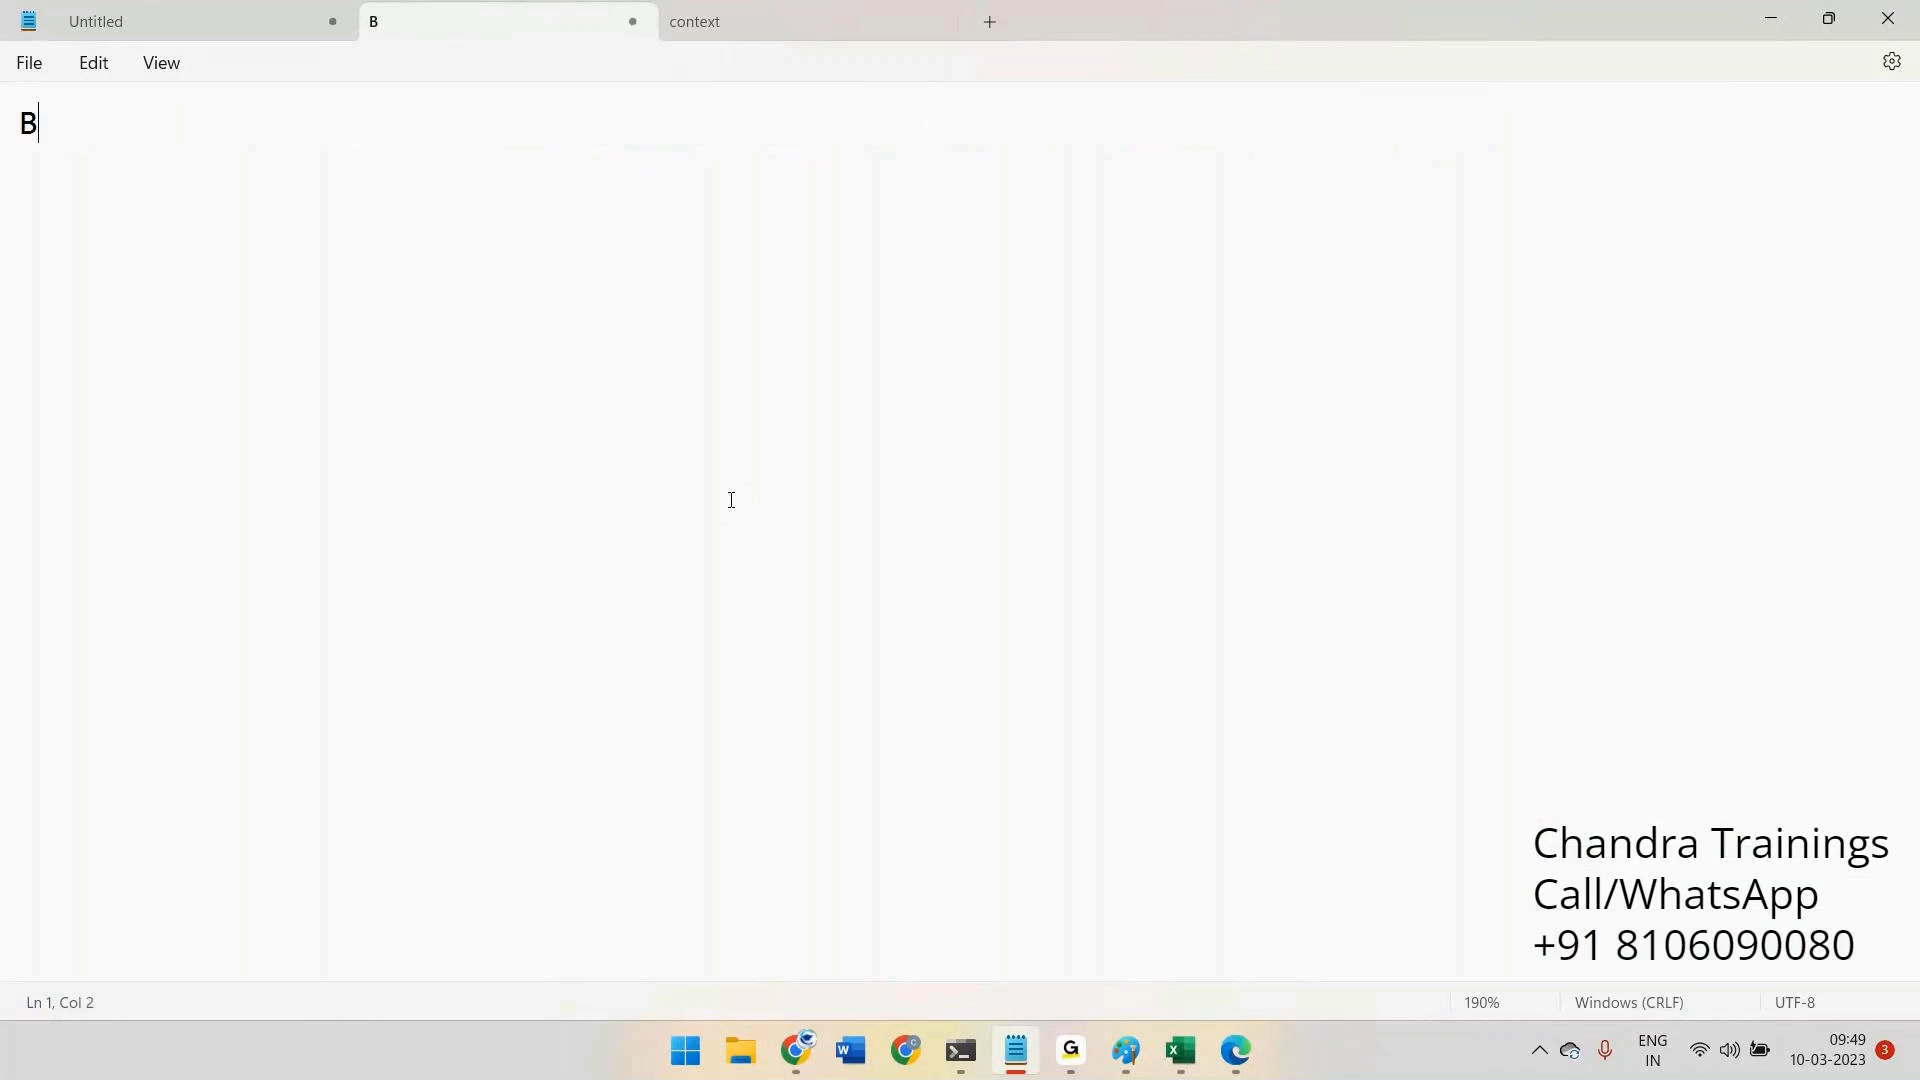 Untitled
B
context
File Edit View
B
Chandra Trainings
Call/WhatsApp
+91 8106090080
Ln 1, Col 2
190%
Windows (CRLF)
UTF-8
ENG
IN
09:49
10-03-2023
3